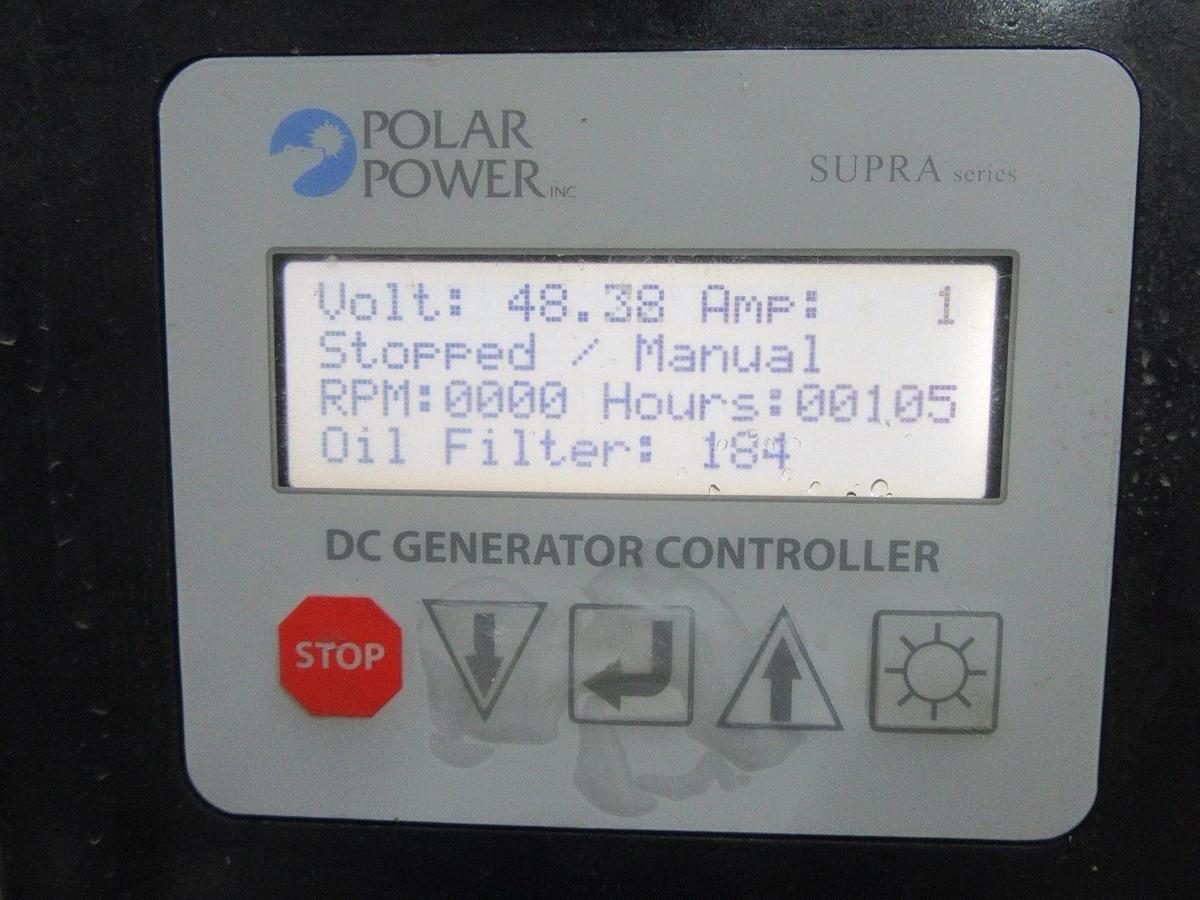 POLAR
POWER INC
SUPRA series
Volt: 48.38 Amp: 1
Stopped / Manual
RPM:0000 Hours:00105
Oil Filter: 184
DC GENERATOR CONTROLLER
STOP